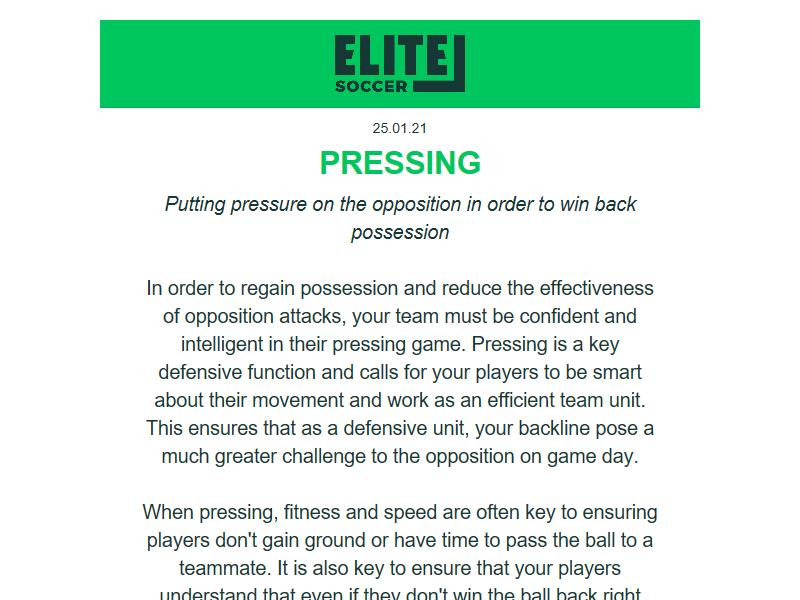 ELITE
SOCCER
25.01.21
PRESSING
Putting pressure on the opposition in order to win back
possession
In order to regain possession and reduce the effectiveness
of opposition attacks, your team must be confident and
intelligent in their pressing game. Pressing is a key
defensive function and calls for your players to be smart
about their movement and work as an efficient team unit.
This ensures that as a defensive unit, your backline pose a
much greater challenge to the opposition on game day.
When pressing, fitness and speed are often key to ensuring
players don't gain ground or have time to pass the ball to a
teammate. It is also key to ensure that your players
understand that even if they don't win the ball back right